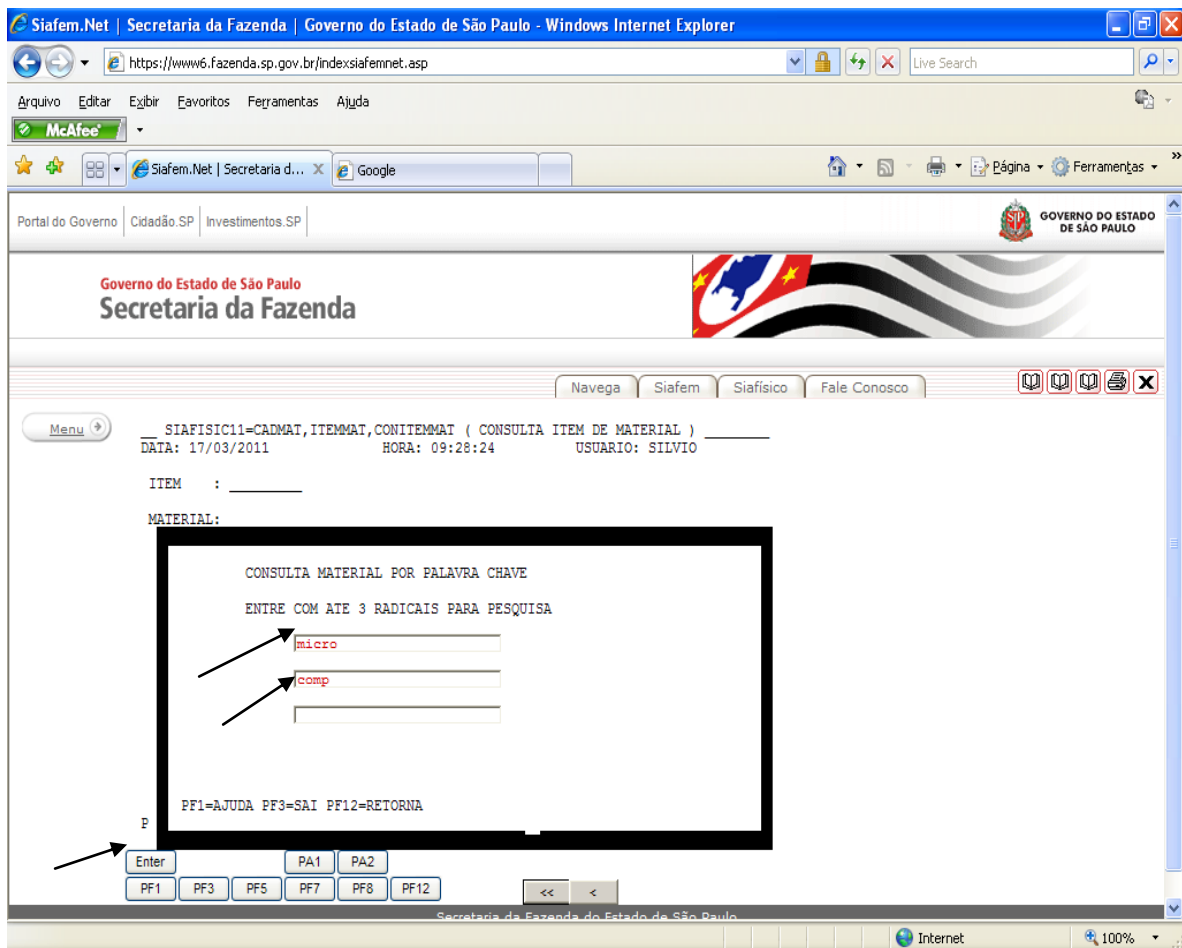 Siafem.Net | Secretaria da Fazenda | Governo do Estado de São Paulo - Windows Internet Explorer
https://www6.fazenda.sp.gov.br/indexsiafemnet.asp
Live Search
Arquivo Editar Exibir Favoritos Ferramentas Ajuda
McAfee
Siafem.Net | Secretaria d... X Google
Página Ferramentas »
Portal do Governo Cidadão.SP Investimentos.SP
GOVERNO DO ESTADO
DE SÃO PAULO
Governo do Estado de São Paulo
Secretaria da Fazenda
Navega Siafem Siafísico Fale Conosco
Menu
__ SIAFISIC11=CADMAT,ITEMMAT,CONITEMMAT ( CONSULTA ITEM DE MATERIAL ) ________
DATA: 17/03/2011 HORA: 09:28:24 USUARIO: SILVIO
ITEM : _________
MATERIAL:
CONSULTA MATERIAL POR PALAVRA CHAVE
ENTRE COM ATE 3 RADICAIS PARA PESQUISA
micro
comp
PF1=AJUDA PF3=SAI PF12=RETORNA
P
Enter PA1 PA2
PF1 PF3 PF5 PF7 PF8 PF12 << <
Secretaria da Fazenda do Estado de São Paulo
Internet 100%